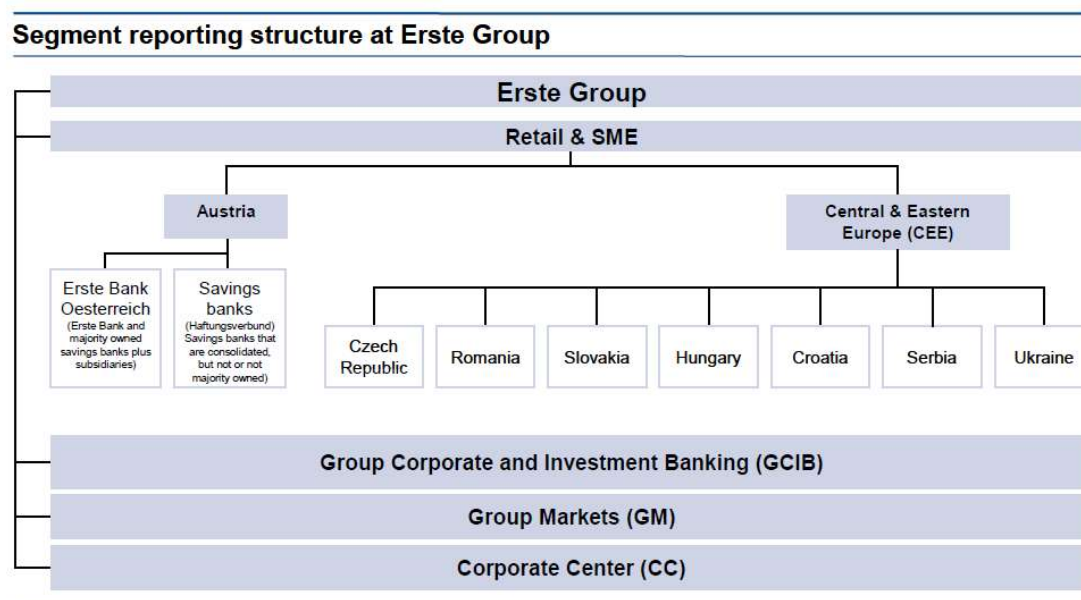 Segment reporting structure at Erste Group
Erste Group
Retail & SME
Austria
Central & Eastern
Europe (CEE)
Erste Bank
Oesterreich
(Erste Bank and
majority owned
savings banks plus
subsidiaries)
Savings
banks
(Haftungsverbund)
Savings banks that
are consolidated,
but not or not
majority owned)
Czech
Republic
Romania
Slovakia
Hungary
Croatia
Serbia
Ukraine
Group Corporate and Investment Banking (GCIB)
Group Markets (GM)
Corporate Center (CC)